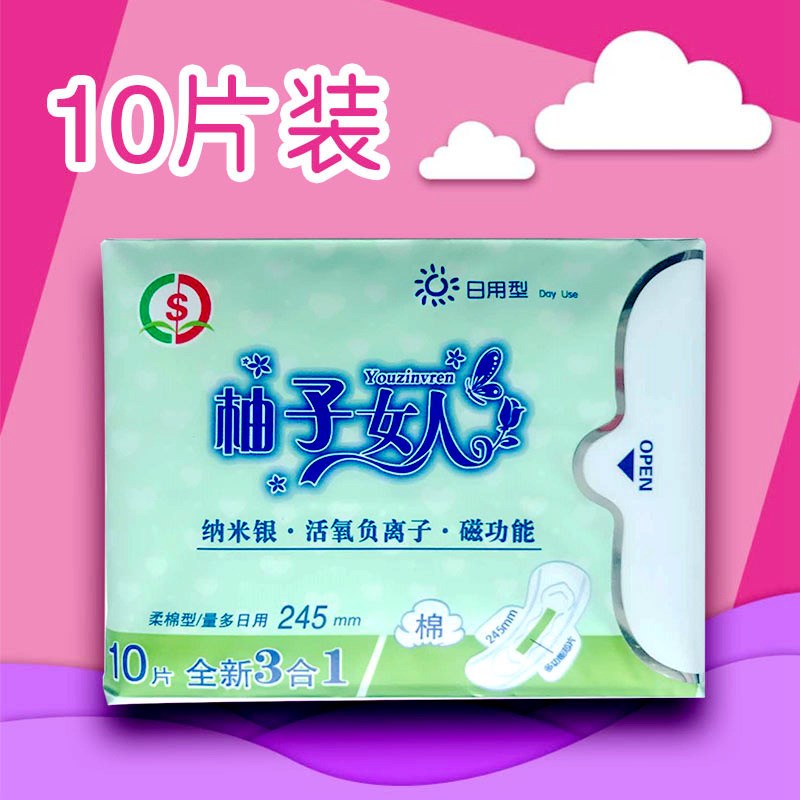 10片装
S
日用型 Day Use
Youzinvren
柚子女人
OPEN
纳米银·活氧负离子·磁功能
柔棉型/量多日用 245mm
棉
245mm
10片 全新3合1